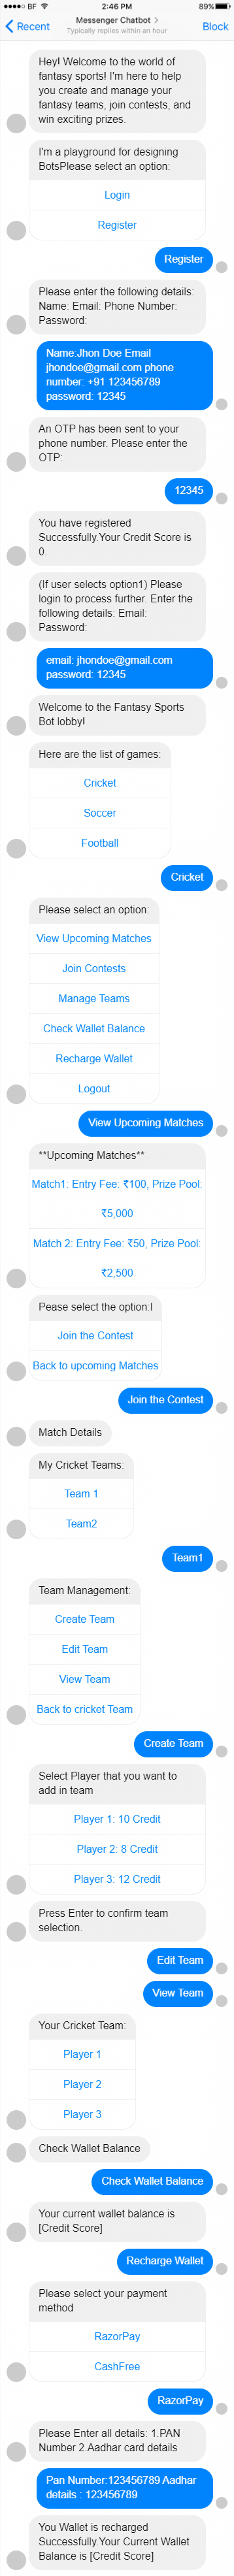 BF 2:46 PM 89%
Recent Messenger Chatbot Block
Typically replies within an hour
Hey! Welcome to the world of
fantasy sports! I'm here to help
you create and manage your
fantasy teams, join contests, and
win exciting prizes.
I'm a playground for designing
BotsPlease select an option:
Login
Register
Register
Please enter the following details:
Name: Email: Phone Number:
Password:
Name:Jhon Doe Email
jhondoe@gmail.com phone
number: +91 123456789
password: 12345
An OTP has been sent to your
phone number. Please enter the
OTP:
12345
You have registered
Successfully.Your Credit Score is
0.
(If user selects option1) Please
login to process further. Enter the
following details: Email:
Password:
email: jhondoe@gmail.com
password: 12345
Welcome to the Fantasy Sports
Bot lobby!
Here are the list of games:
Cricket
Soccer
Football
Cricket
Please select an option:
View Upcoming Matches
Join Contests
Manage Teams
Check Wallet Balance
Recharge Wallet
Logout
View Upcoming Matches
**Upcoming Matches**
Match1: Entry Fee: ₹100, Prize Pool:
₹5,000
Match 2: Entry Fee: ₹50, Prize Pool:
₹2,500
Pease select the option:l
Join the Contest
Back to upcoming Matches
Join the Contest
Match Details
My Cricket Teams:
Team 1
Team2
Team1
Team Management:
Create Team
Edit Team
View Team
Back to cricket Team
Create Team
Select Player that you want to
add in team
Player 1: 10 Credit
Player 2: 8 Credit
Player 3: 12 Credit
Press Enter to confirm team
selection.
Edit Team
View Team
Your Cricket Team:
Player 1
Player 2
Player 3
Check Wallet Balance
Check Wallet Balance
Your current wallet balance is
[Credit Score]
Recharge Wallet
Please select your payment
method
RazorPay
CashFree
RazorPay
Please Enter all details: 1.PAN
Number 2.Aadhar card details
Pan Number:123456789 Aadhar
details : 123456789
You Wallet is recharged
Successfully.Your Current Wallet
Balance is [Credit Score]